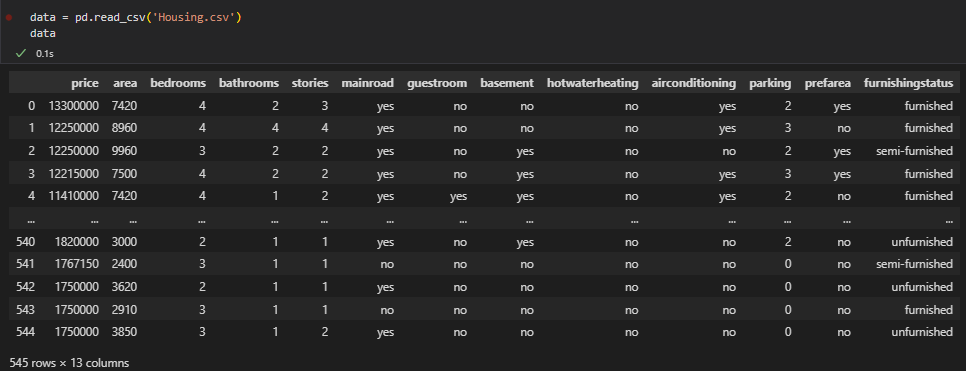 data = pd.read_csv('Housing.csv')
data
0.1s
price area bedrooms bathrooms stories mainroad guestroom basement hotwaterheating airconditioning parking prefarea furnishingstatus
0 13300000 7420 4 2 3 yes no no no yes 2 yes furnished
1 12250000 8960 4 4 4 yes no no no yes 3 no furnished
2 12250000 9960 3 2 2 yes no yes no no 2 yes semi-furnished
3 12215000 7500 4 2 2 yes no yes no yes 3 yes furnished
4 11410000 7420 4 1 2 yes yes yes no yes 2 no furnished
... ... ... ... ... ... ... ... ... ... ... ... ... ...
540 1820000 3000 2 1 1 yes no yes no no 2 no unfurnished
541 1767150 2400 3 1 1 no no no no no 0 no semi-furnished
542 1750000 3620 2 1 1 yes no no no no 0 no unfurnished
543 1750000 2910 3 1 1 no no no no no 0 no furnished
544 1750000 3850 3 1 2 yes no no no no 0 no unfurnished
545 rows × 13 columns